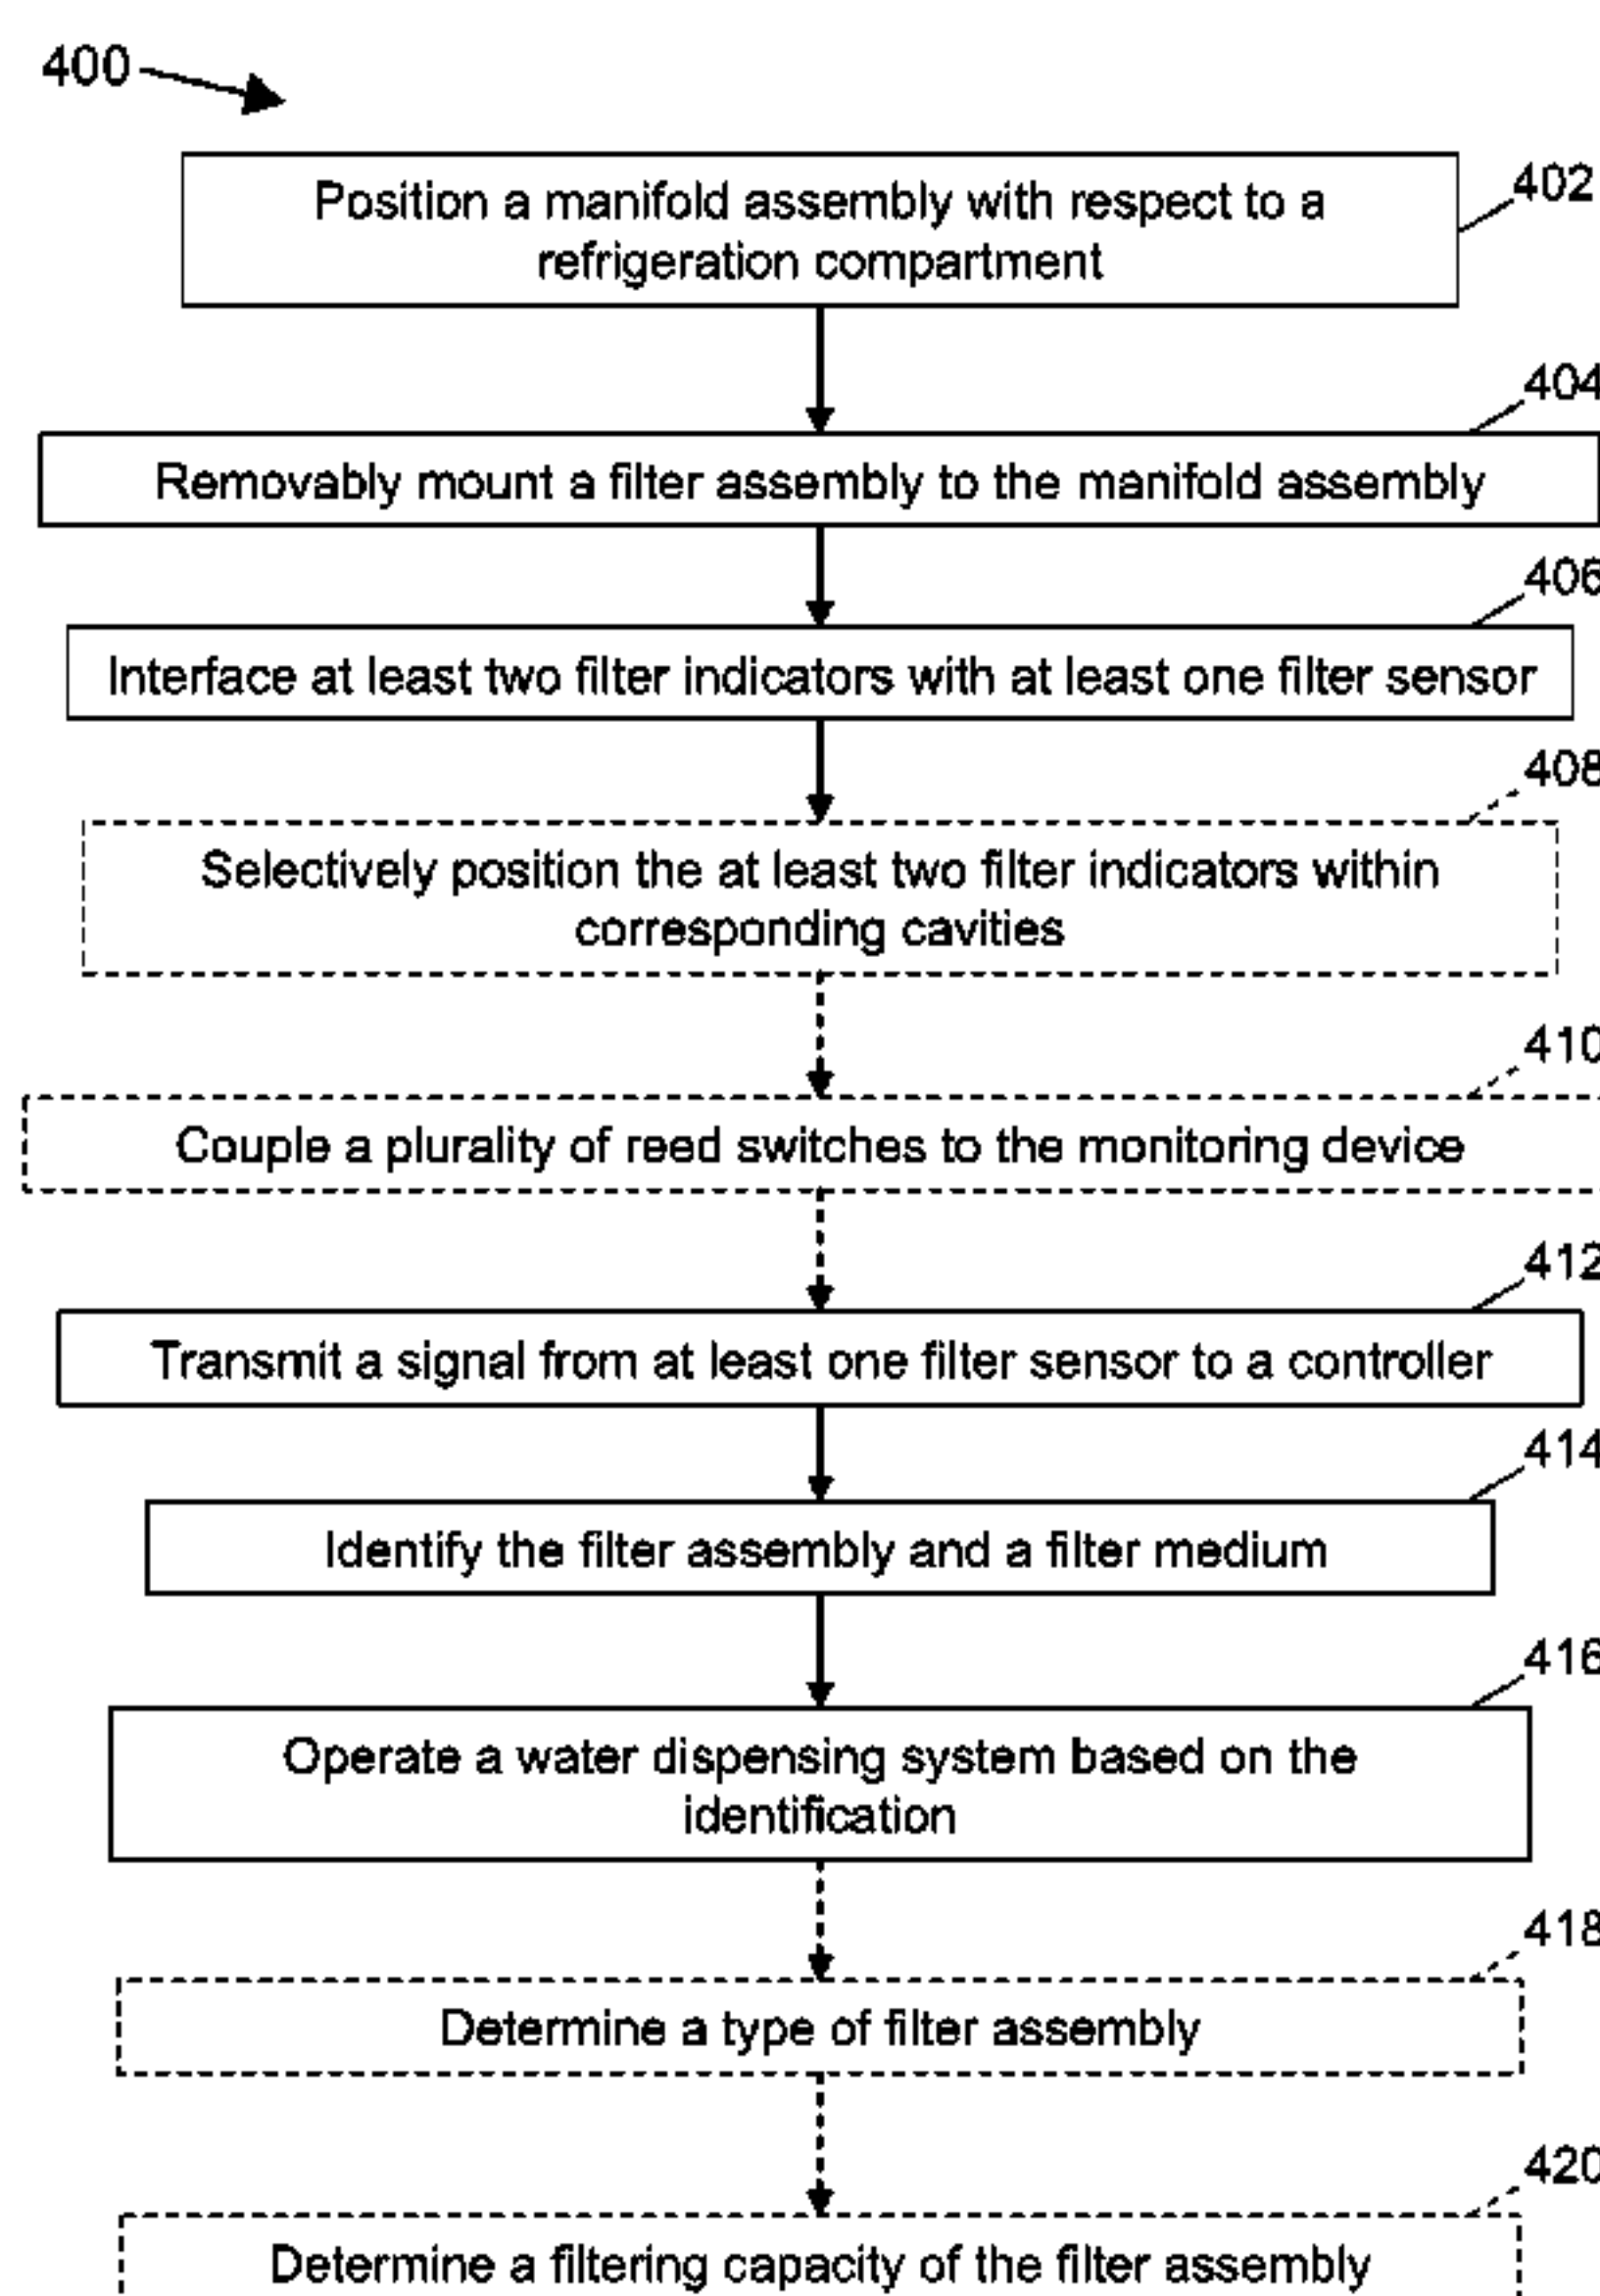 400
Position a manifold assembly with respect to a
refrigeration compartment
402
404
Removably mount a filter assembly to the manifold assembly
406
Interface at least two filter indicators with at least one filter sensor
408
Selectively position the at least two filter indicators within
corresponding cavities
410
Couple a plurality of reed switches to the monitoring device
412
Transmit a signal from at least one filter sensor to a controller
414
Identify the filter assembly and a filter medium
416
Operate a water dispensing system based on the
identification
418
Determine a type of filter assembly
420
Determine a filtering capacity of the filter assembly